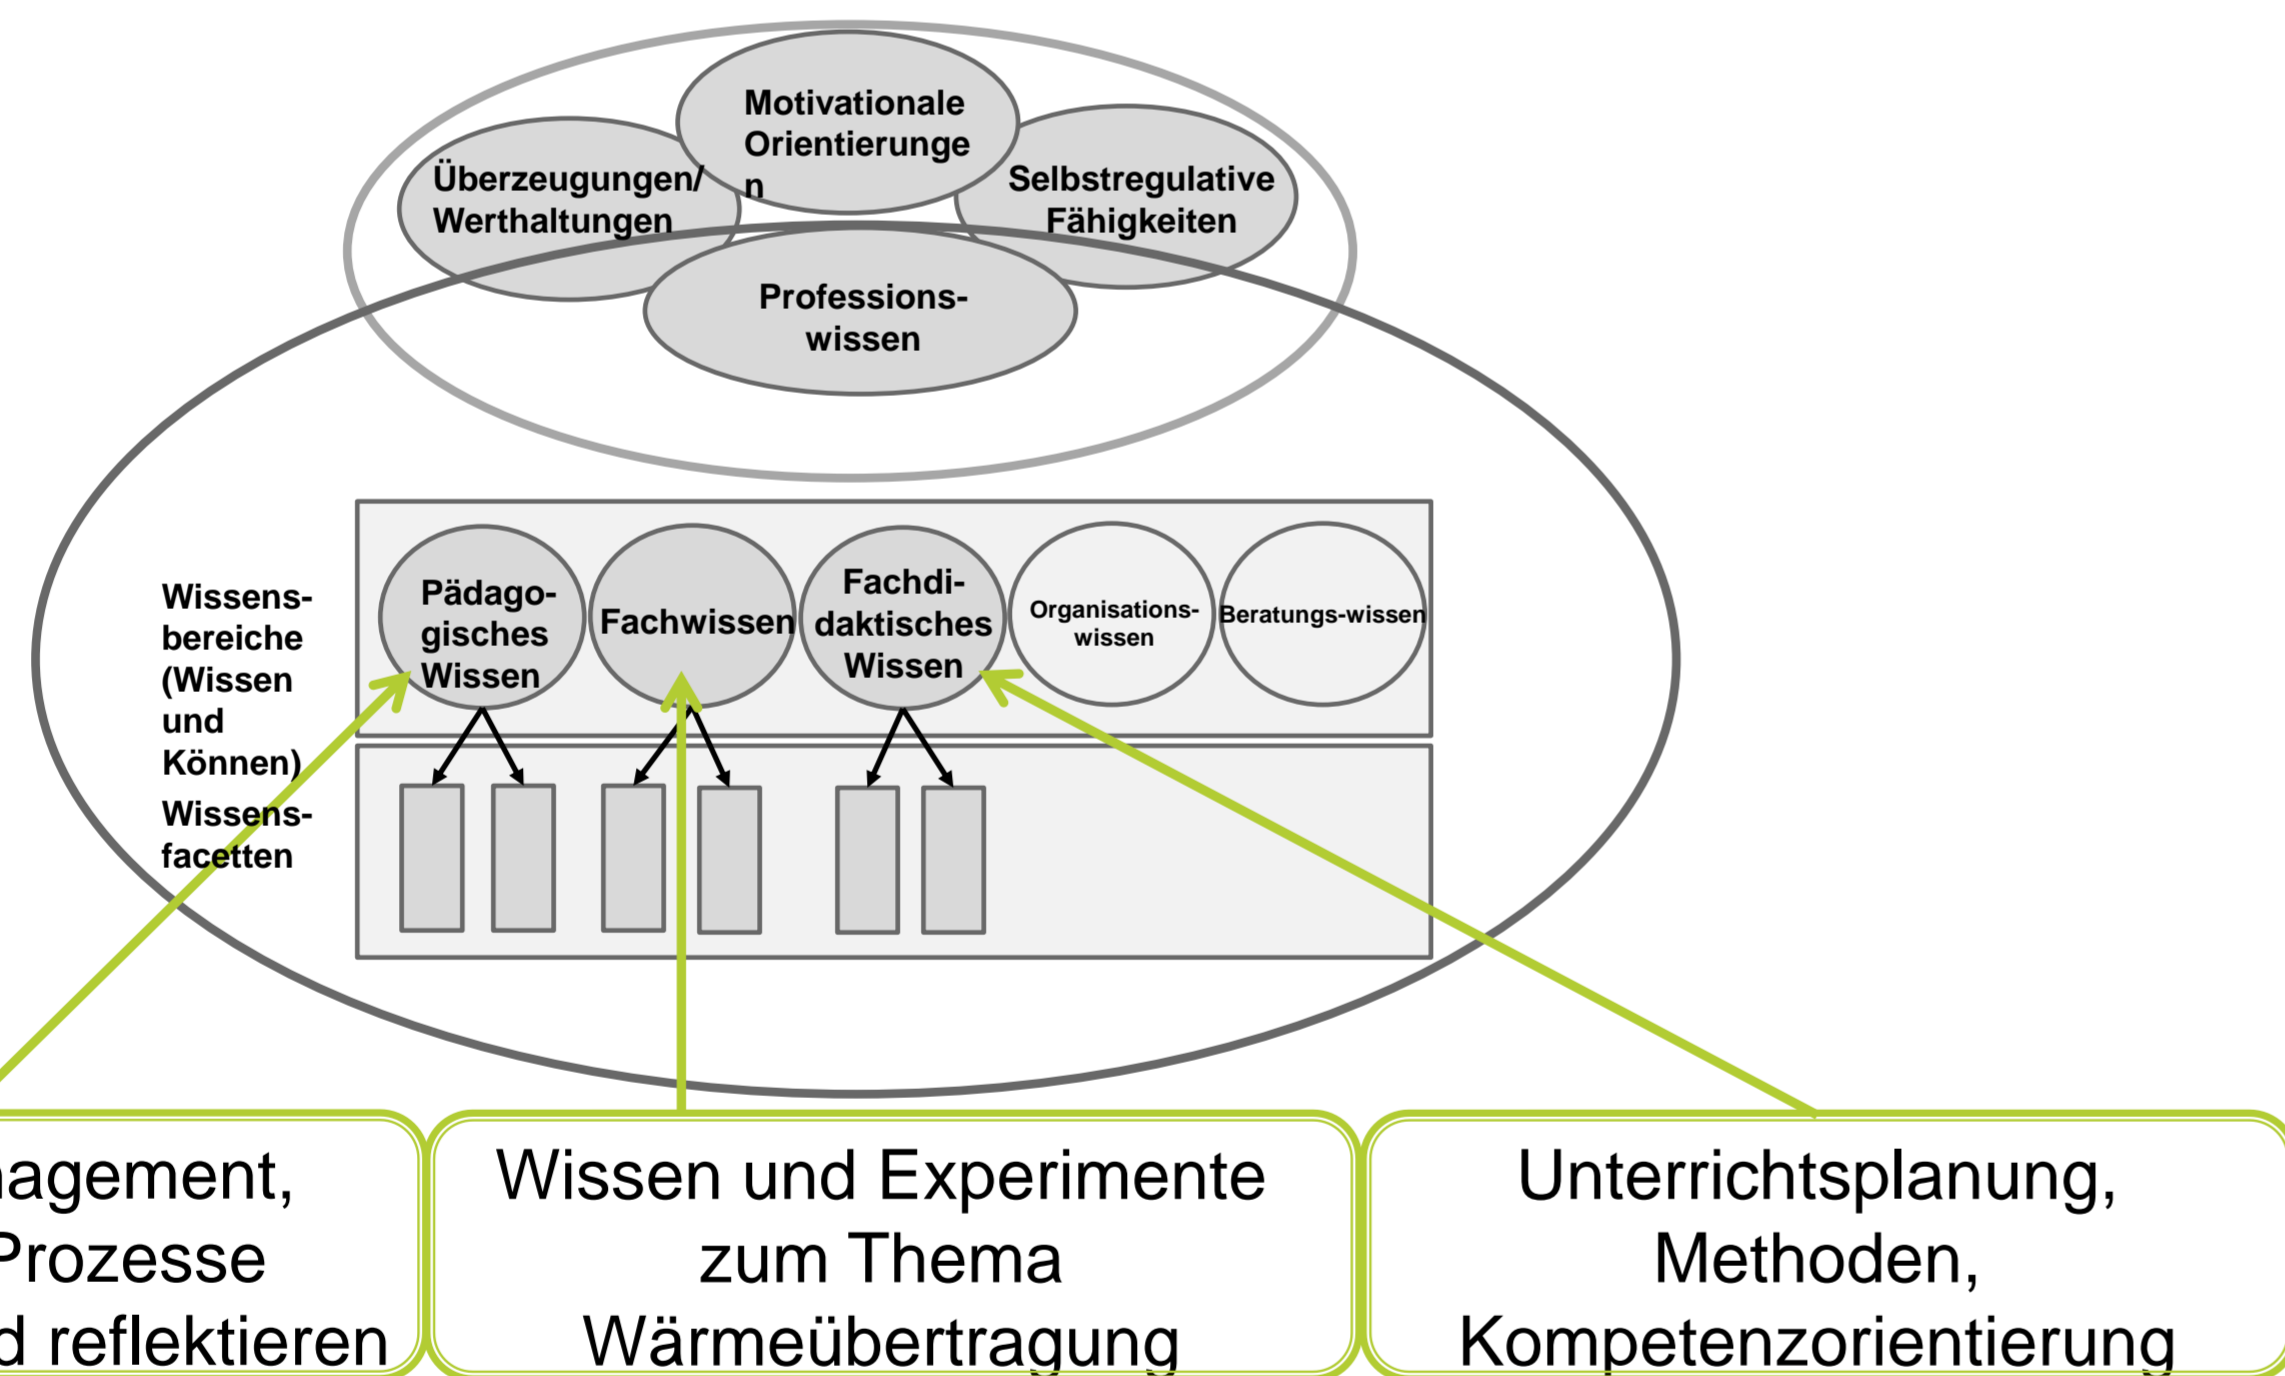 Motivationale
Orientierunge
n
Überzeugungen/
Werthaltungen
Selbstregulative
Fähigkeiten
Professions-
wissen
Wissens-
bereiche
(Wissen
und
Können)
Wissens-
facetten
Pädago-
gisches
Wissen
Fachwissen
Fachdi-
daktisches
Wissen
Organisations-
wissen
Beratungs-wissen
agement,
Prozesse
d reflektieren
Wissen und Experimente
zum Thema
Wärmeübertragung
Unterrichtsplanung,
Methoden,
Kompetenzorientierung